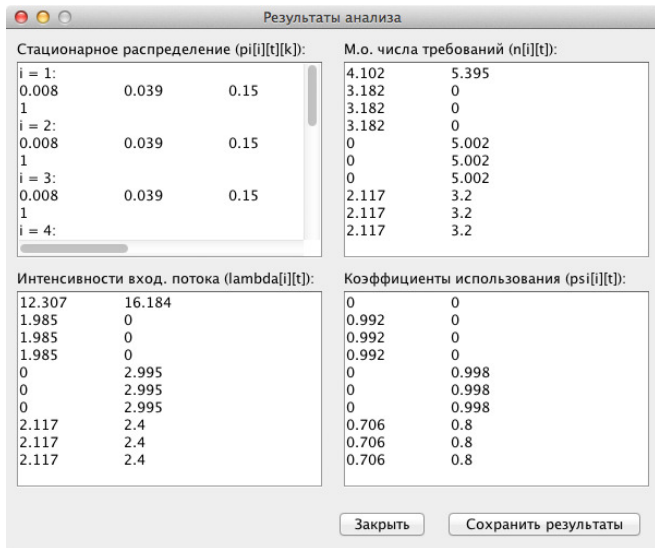 Результаты анализа
Стационарное распределение (pi[i][t][k]):
i = 1:
0.008 0.039 0.15
1
i = 2:
0.008 0.039 0.15
1
i = 3:
0.008 0.039 0.15
1
i = 4:
М.о. числа требований (n[i][t]):
4.102 5.395
3.182 0
3.182 0
3.182 0
0 5.002
0 5.002
0 5.002
2.117 3.2
2.117 3.2
2.117 3.2
Интенсивности вход. потока (lambda[i][t]):
12.307 16.184
1.985 0
1.985 0
1.985 0
0 2.995
0 2.995
0 2.995
2.117 2.4
2.117 2.4
2.117 2.4
Коэффициенты использования (psi[i][t]):
0 0
0.992 0
0.992 0
0.992 0
0 0.998
0 0.998
0 0.998
0.706 0.8
0.706 0.8
0.706 0.8
Закрыть
Сохранить результаты